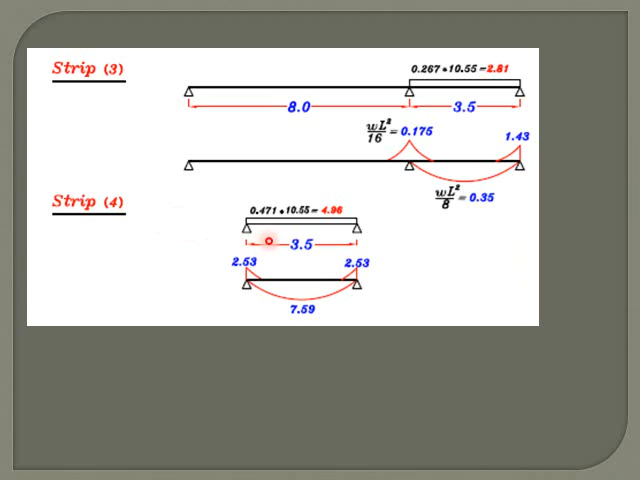 Strip (3)
0.267*10.55=2.81
8.0
3.5
wL²/16 = 0.175
1.43
wL²/8 = 0.35
Strip (4)
0.471*10.55= 4.96
3.5
2.53
2.53
7.59